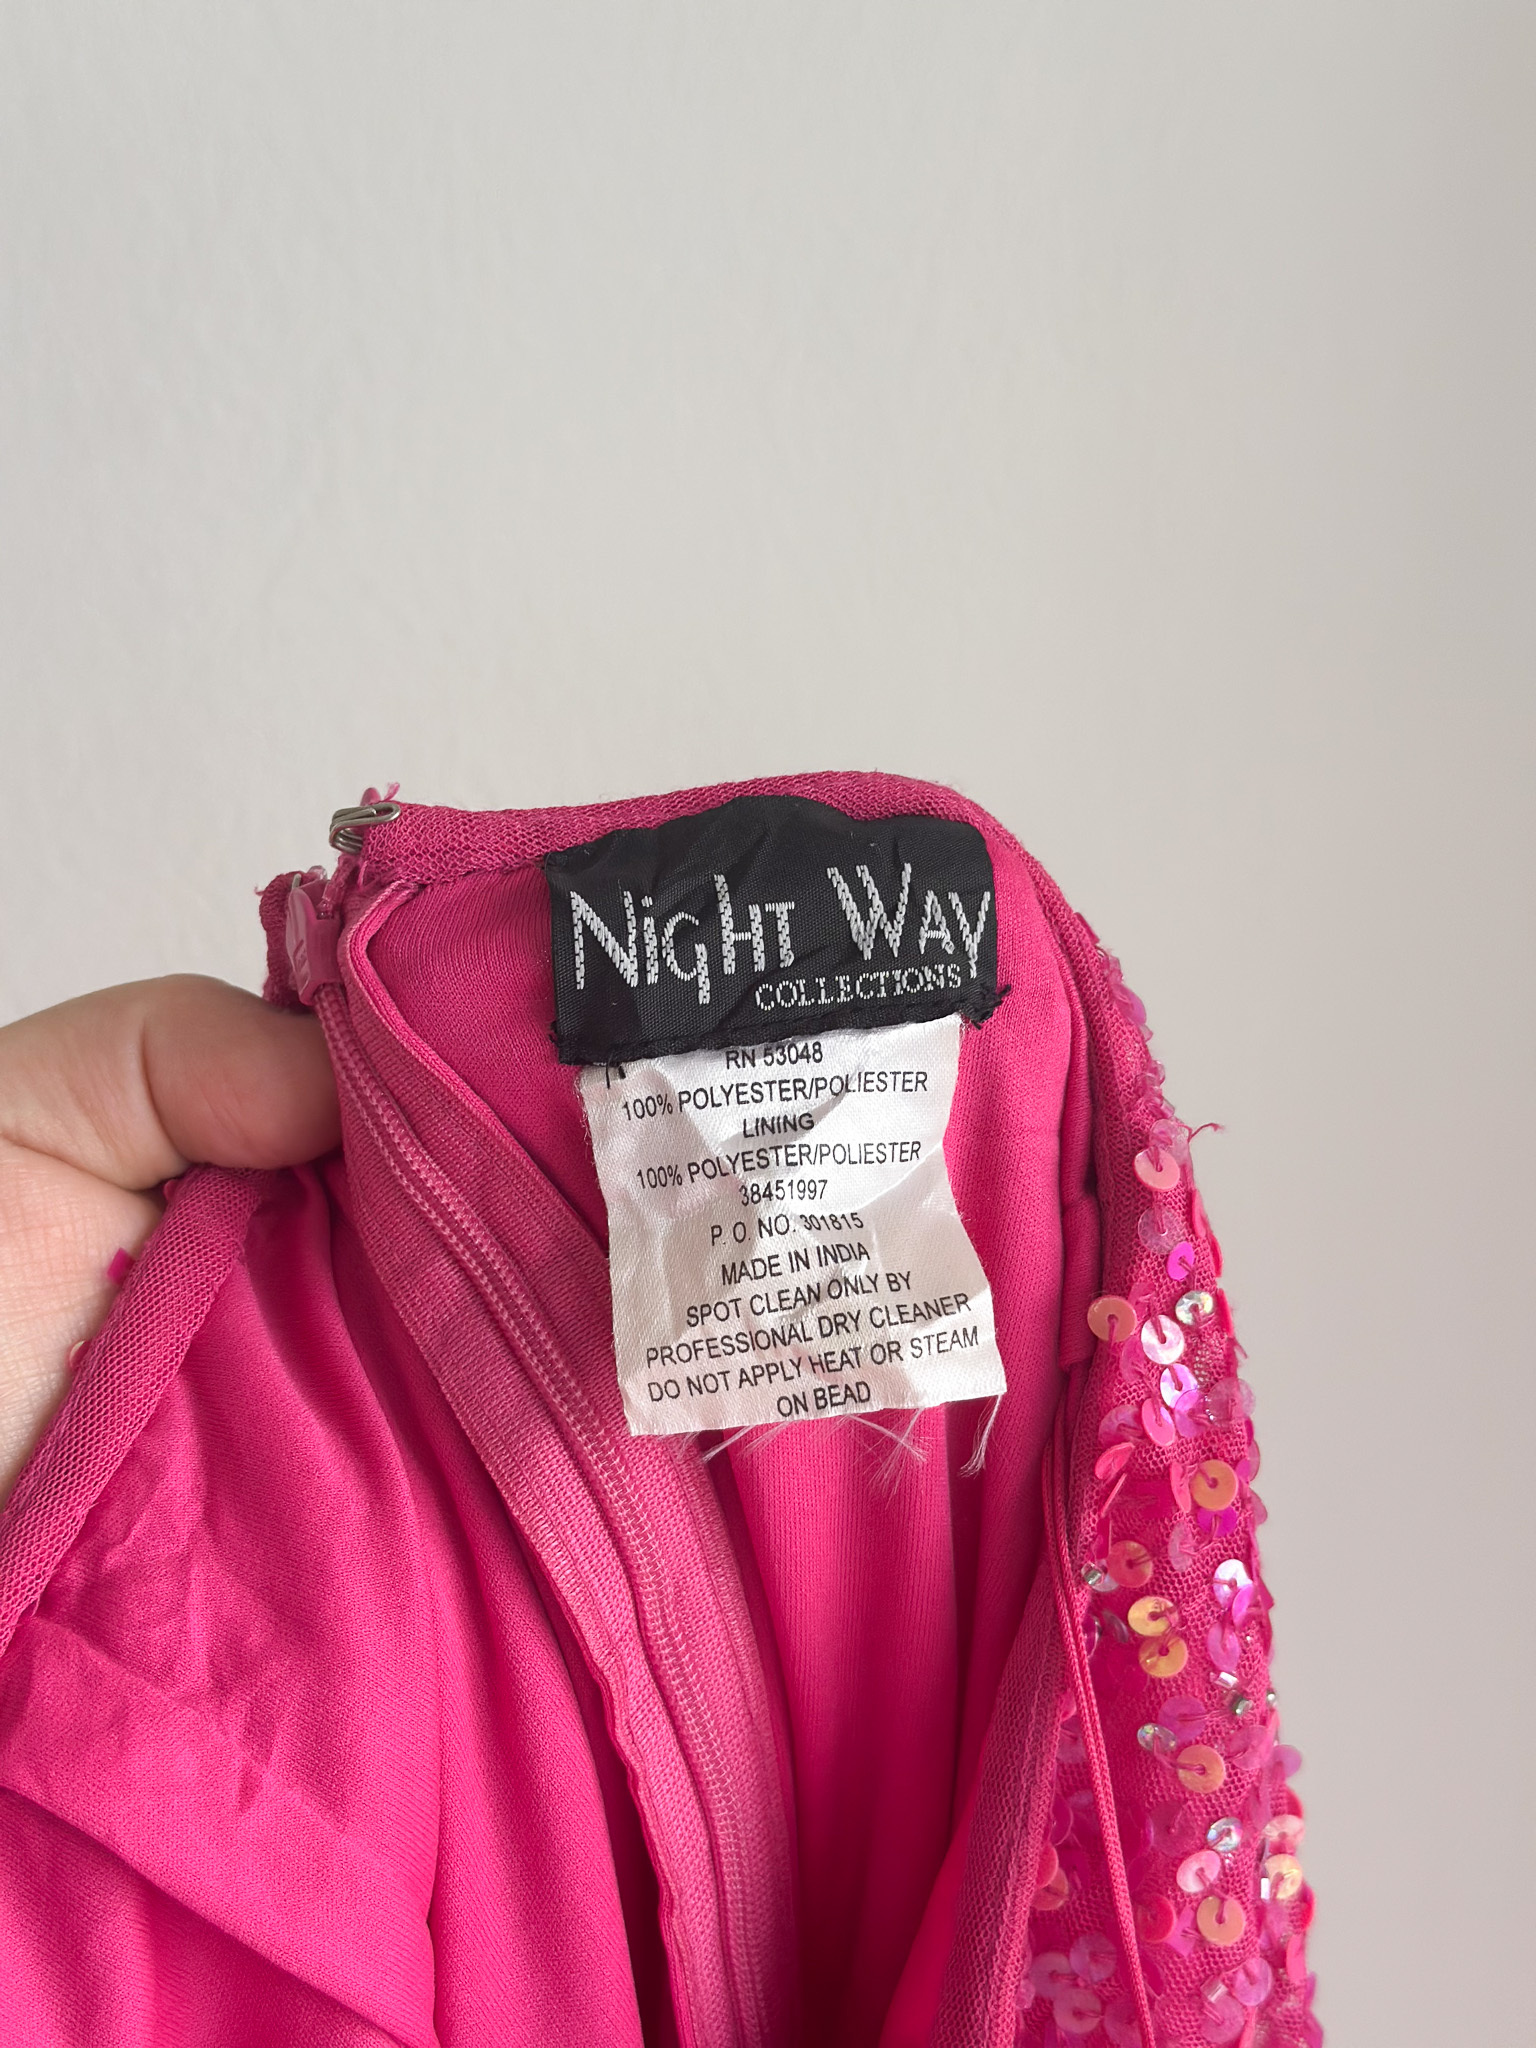 NIGHT WAY
COLLECTIONS
RN 53048
100% POLYESTER/POLIESTER
LINING
100% POLYESTER/POLIESTER
38451997
P. O. NO. 301815
MADE IN INDIA
SPOT CLEAN ONLY BY
PROFESSIONAL DRY CLEANER
DO NOT APPLY HEAT OR STEAM
ON BEAD